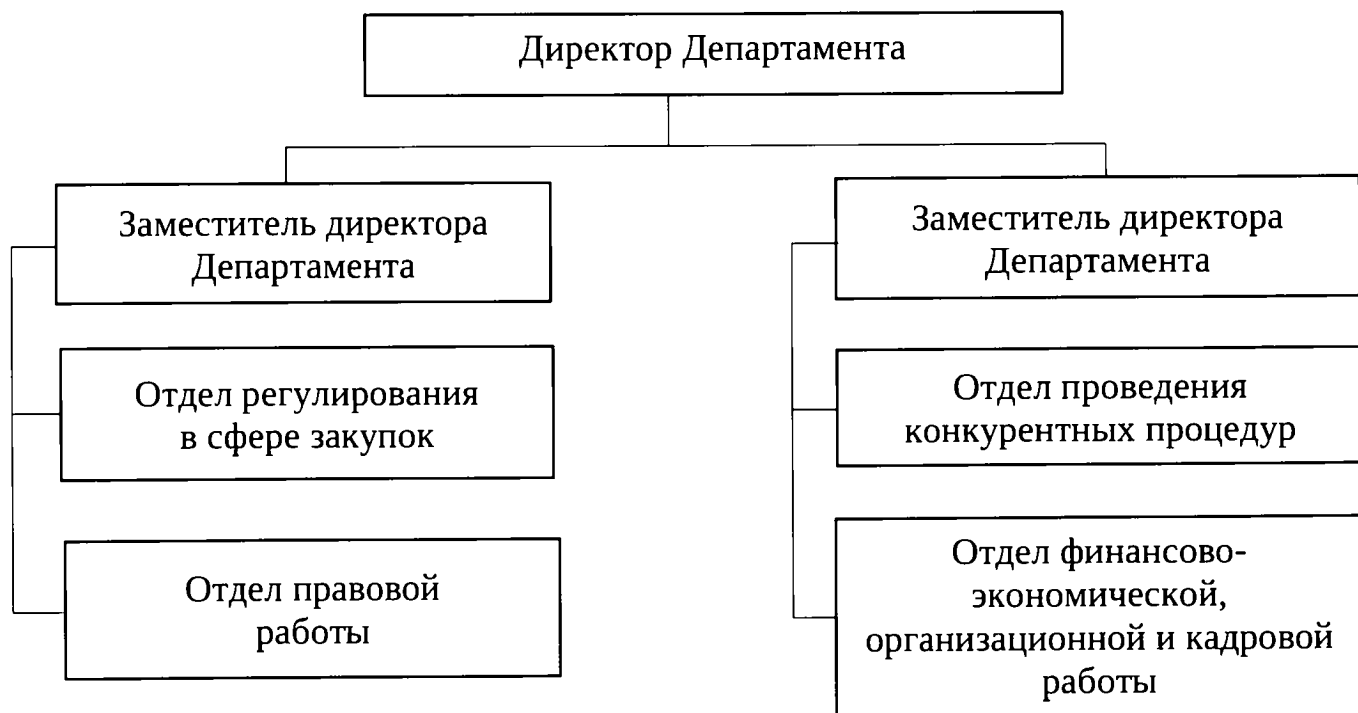 Директор Департамента
Заместитель директора
Департамента
Отдел регулирования
в сфере закупок
Отдел правовой
работы
Заместитель директора
Департамента
Отдел проведения
конкурентных процедур
Отдел финансово-
экономической,
организационной и кадровой
работы